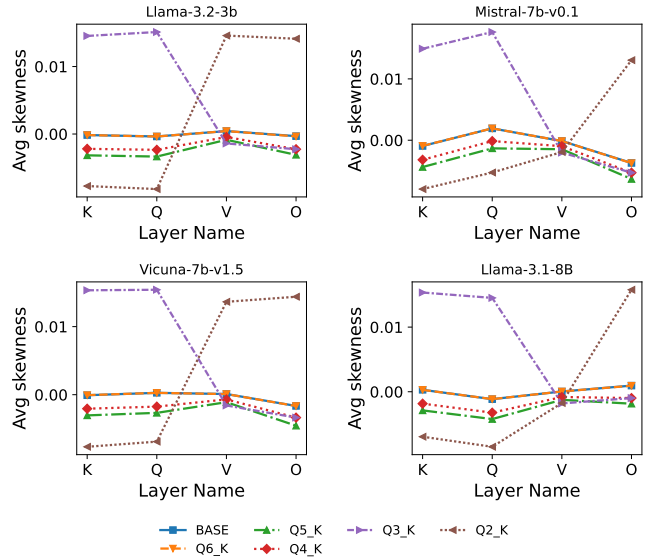 Llama-3.2-3b
Avg skewness
0.01
0.00
K Q V O
Layer Name
Mistral-7b-v0.1
Avg skewness
0.01
0.00
K Q V O
Layer Name
Vicuna-7b-v1.5
Avg skewness
0.01
0.00
K Q V O
Layer Name
Llama-3.1-8B
Avg skewness
0.01
0.00
K Q V O
Layer Name
BASE Q5_K Q3_K Q2_K
Q6_K Q4_K